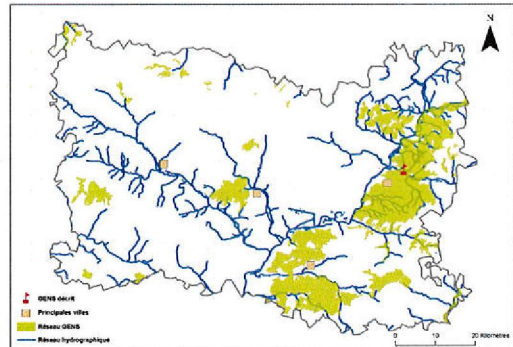 N
GENS décrit
Principales villes
Réseau GENS
Réseau hydrographique
0 10 20 Kilomètres